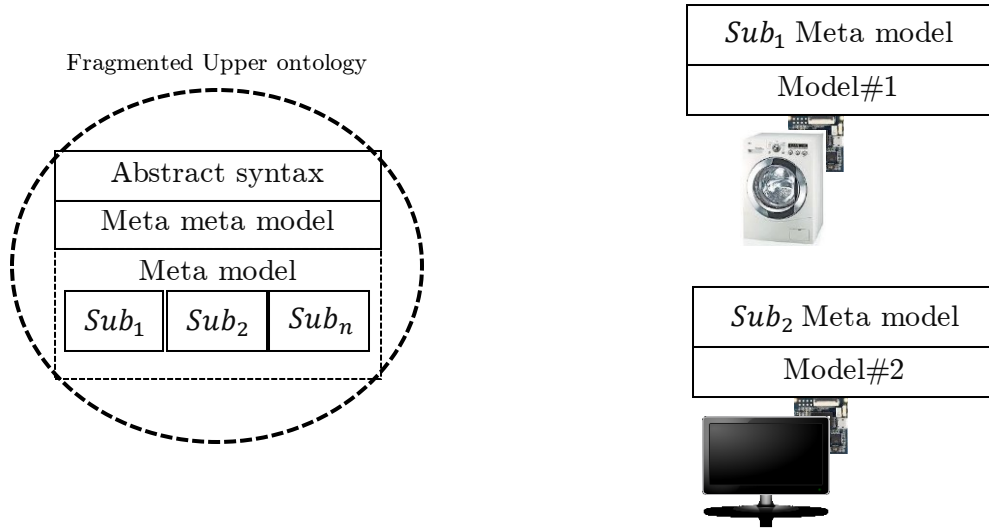 Fragmented Upper ontology
Abstract syntax
Meta meta model
Meta model
Sub₁ Sub₂ Subₙ
Sub₁ Meta model
Model#1
Sub₂ Meta model
Model#2